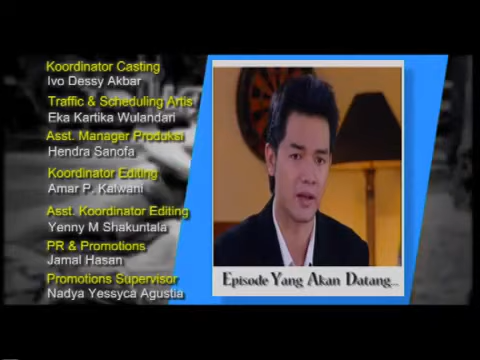 Koordinator Casting
Ivo Dessy Akbar
Traffic & Scheduling Artis
Eka Kartika Wulandari
Asst. Manager Produksi
Hendra Sanofa
Koordinator Editing
Amar P. Kalwani
Asst. Koordinator Editing
Yenny M Shakuntala
PR & Promotions
Jamal Hasan
Promotions Supervisor
Nadya Yessyca Agustia
Episode Yang Akan Datang...